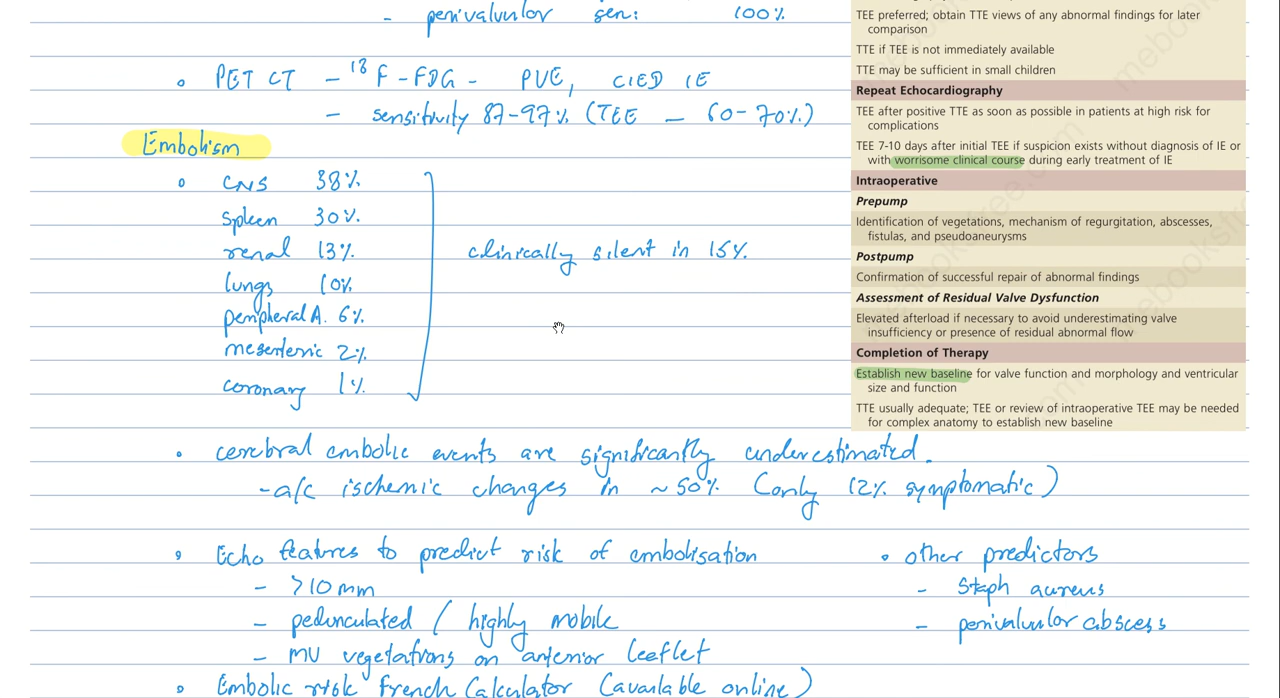 - perivalvular gen: 100%
• PET CT - 18F-FDG - PVE, CIED IE
- sensitivity 87-97% (TEE - 60-70%)
Embolism
• CNS 38%
Spleen 30%
renal 13%
lungs 10%
peripheral A. 6%
mesenteric 2%
coronary 1%
clinically silent in 15%
• cerebral embolic events are significantly underestimated.
- a/c ischemic changes in ~50% (only 12% symptomatic)
• Echo features to predict risk of embolisation
- >10mm
- pedunculated / highly mobile
- MV vegetations on anterior leaflet
• other predictors
- Staph aureus
- perivalvular abscess
• Embolic risk French Calculator (available online)
TEE preferred; obtain TTE views of any abnormal findings for later
comparison
TTE if TEE is not immediately available
TTE may be sufficient in small children
Repeat Echocardiography
TEE after positive TTE as soon as possible in patients at high risk for
complications
TEE 7-10 days after initial TEE if suspicion exists without diagnosis of IE or
with worrisome clinical course during early treatment of IE
Intraoperative
Prepump
Identification of vegetations, mechanism of regurgitation, abscesses,
fistulas, and pseudoaneurysms
Postpump
Confirmation of successful repair of abnormal findings
Assessment of Residual Valve Dysfunction
Elevated afterload if necessary to avoid underestimating valve
insufficiency or presence of residual abnormal flow
Completion of Therapy
Establish new baseline for valve function and morphology and ventricular
size and function
TTE usually adequate; TEE or review of intraoperative TEE may be needed
for complex anatomy to establish new baseline